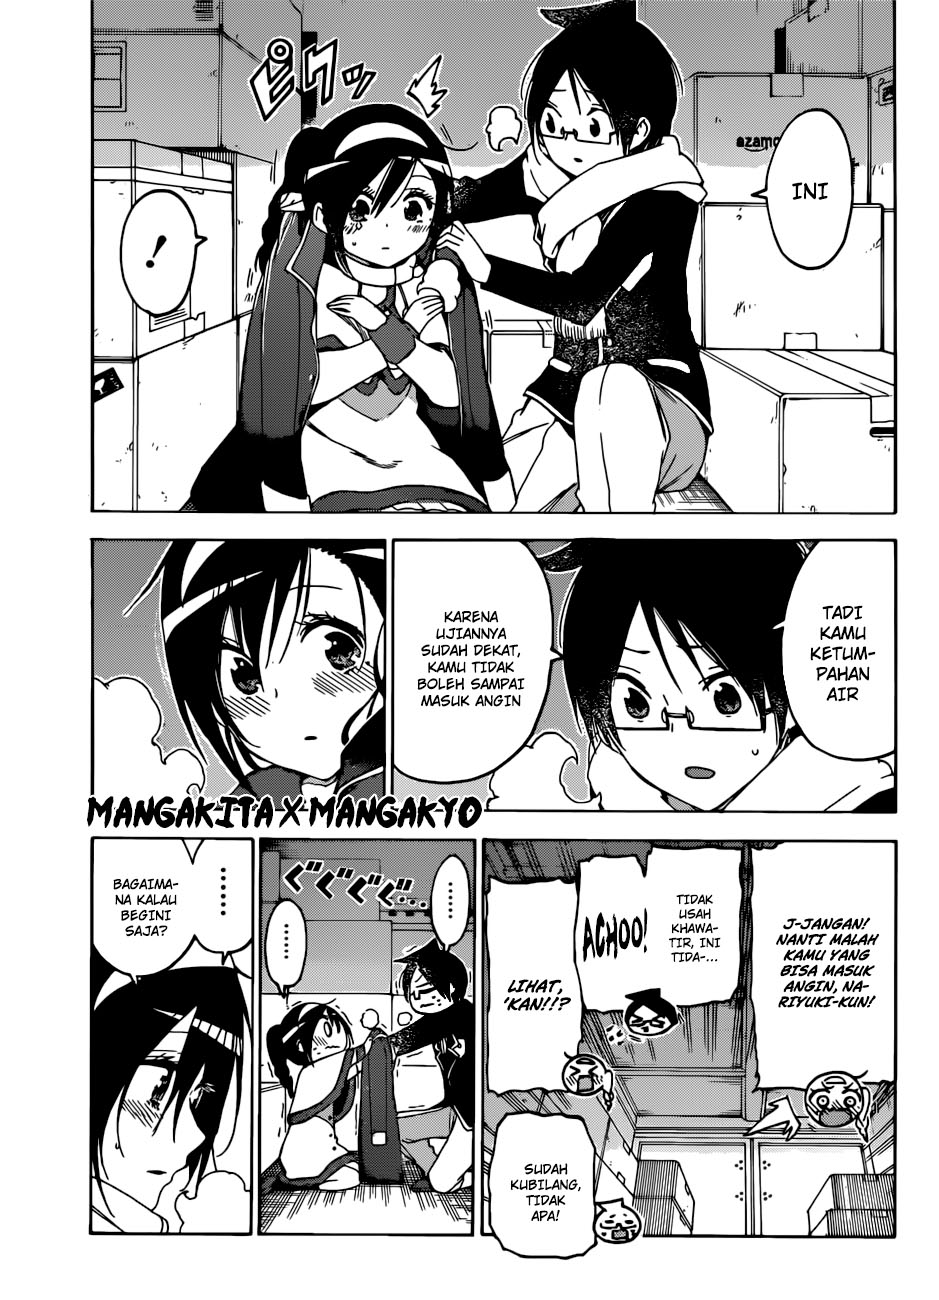 ピクッ
azamo
INI
!
TADI
KAMU
KETUM-
PAHAN
AIR
KARENA
UJIANNYA
SUDAH DEKAT,
KAMU TIDAK
BOLEH SAMPAI
MASUK ANGIN
MANGAKITA X MANGAKYO
J-JANGAN!
NANTI MALAH
KAMU YANG
BISA MASUK
ANGIN, NA-
RIYUKI-KUN!
TIDAK
USAH
KHAWA-
TIR, INI
TIDA-...
ACHOO!
LIHAT,
'KAN!!?
SUDAH
KUBILANG,
TIDAK
APA!
........
ぐぐぐぐ...
........
........
BAGAIMA-
NA KALAU
BEGINI
SAJA?